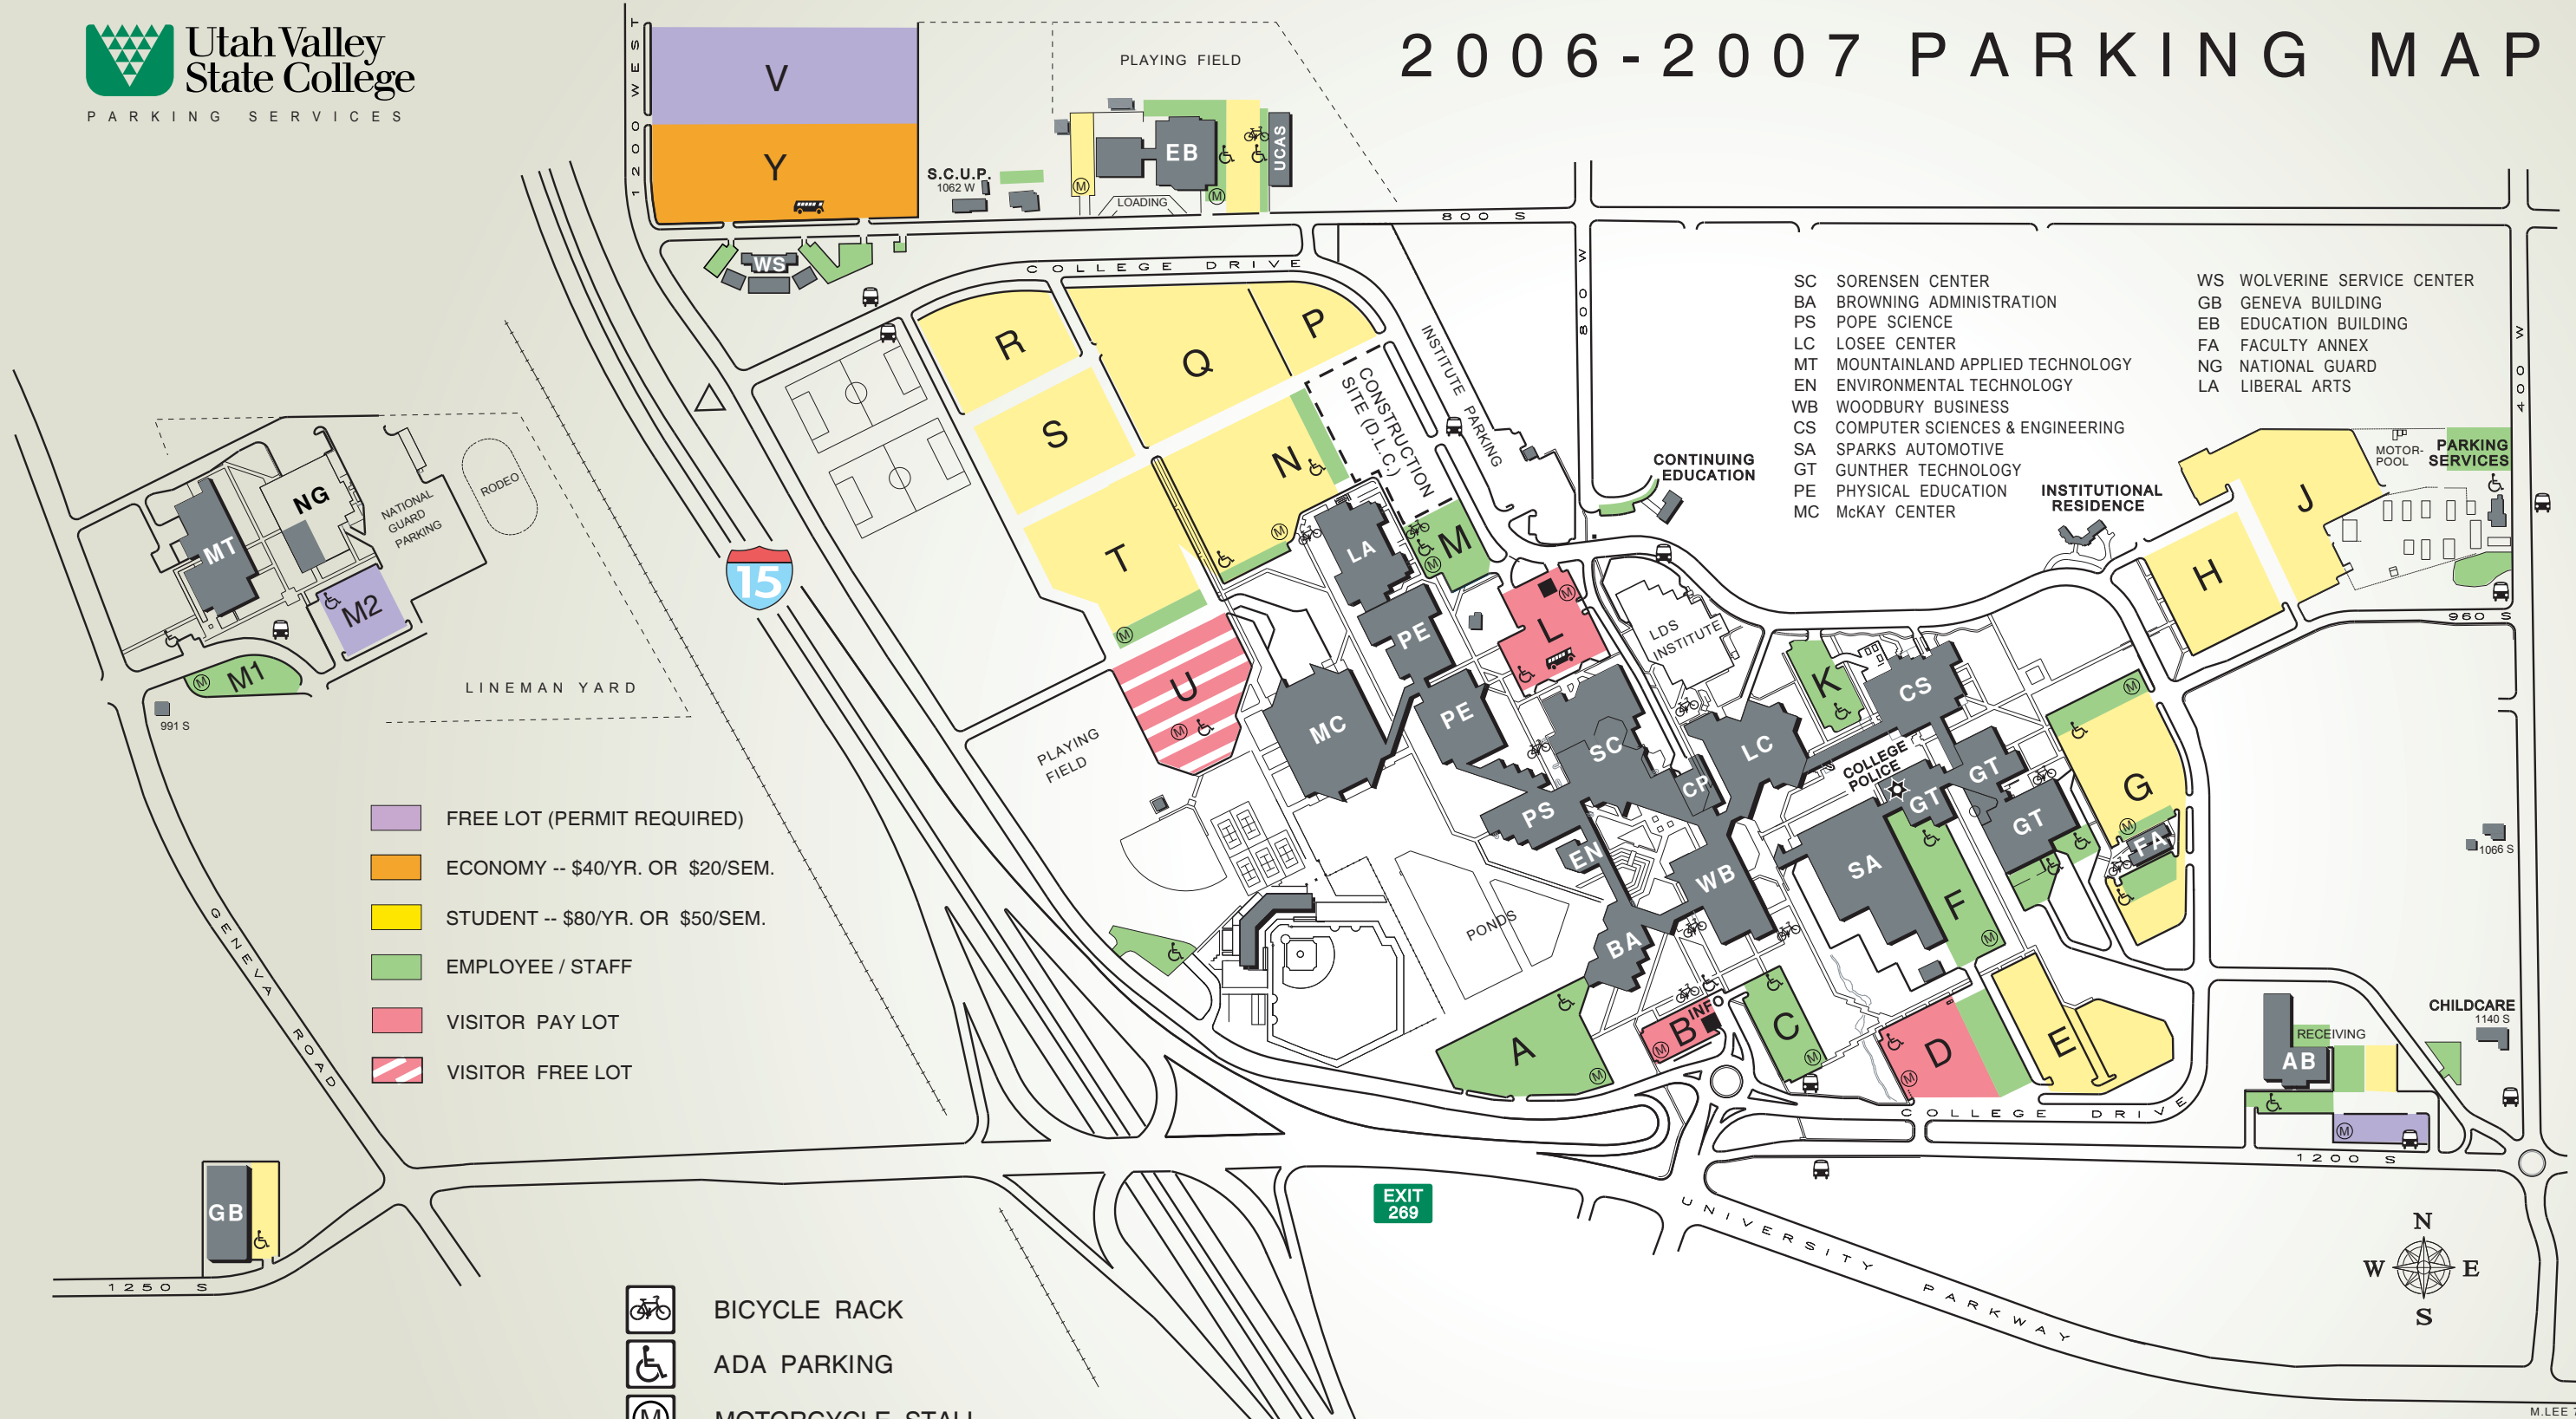 Utah Valley
State College
PARKING SERVICES
2006-2007 PARKING MAP
1200 WEST
V
Y
PLAYING FIELD
EB
UCAS
S.C.U.P.
1062 W
LOADING
M
M
800 S
WS
COLLEGE DRIVE
800 W
400 W
SC SORENSEN CENTER
BA BROWNING ADMINISTRATION
PS POPE SCIENCE
LC LOSEE CENTER
MT MOUNTAINLAND APPLIED TECHNOLOGY
EN ENVIRONMENTAL TECHNOLOGY
WB WOODBURY BUSINESS
CS COMPUTER SCIENCES & ENGINEERING
SA SPARKS AUTOMOTIVE
GT GUNTHER TECHNOLOGY
PE PHYSICAL EDUCATION
MC McKAY CENTER
WS WOLVERINE SERVICE CENTER
GB GENEVA BUILDING
EB EDUCATION BUILDING
FA FACULTY ANNEX
NG NATIONAL GUARD
LA LIBERAL ARTS
R
Q
P
S
N
T
M
CONSTRUCTION
SITE (D.L.C.)
INSTITUTE PARKING
CONTINUING
EDUCATION
INSTITUTIONAL
RESIDENCE
MOTOR-
POOL
PARKING
SERVICES
J
H
960 S
NG
MT
NATIONAL
GUARD
PARKING
RODEO
M2
M1
M
991 S
LINEMAN YARD
15
LA
M
M
PE
L
M
LDS
INSTITUTE
M
U
M
MC
PE
SC
CP
LC
K
CS
COLLEGE
POLICE
GT
GT
GT
M
G
M
FA
1066 S
PLAYING
FIELD
PS
EN
WB
SA
F
M
BA
PONDS
A
M
B
INFO
M
C
M
D
M
E
COLLEGE DRIVE
CHILDCARE
1140 S
RECEIVING
AB
M
1200 S
FREE LOT (PERMIT REQUIRED)
ECONOMY -- $40/YR. OR $20/SEM.
STUDENT -- $80/YR. OR $50/SEM.
EMPLOYEE / STAFF
VISITOR PAY LOT
VISITOR FREE LOT
GENEVA ROAD
GB
1250 S
EXIT
269
UNIVERSITY PARKWAY
N
W E
S
BICYCLE RACK
ADA PARKING
M MOTORCYCLE STALL
M.LEE